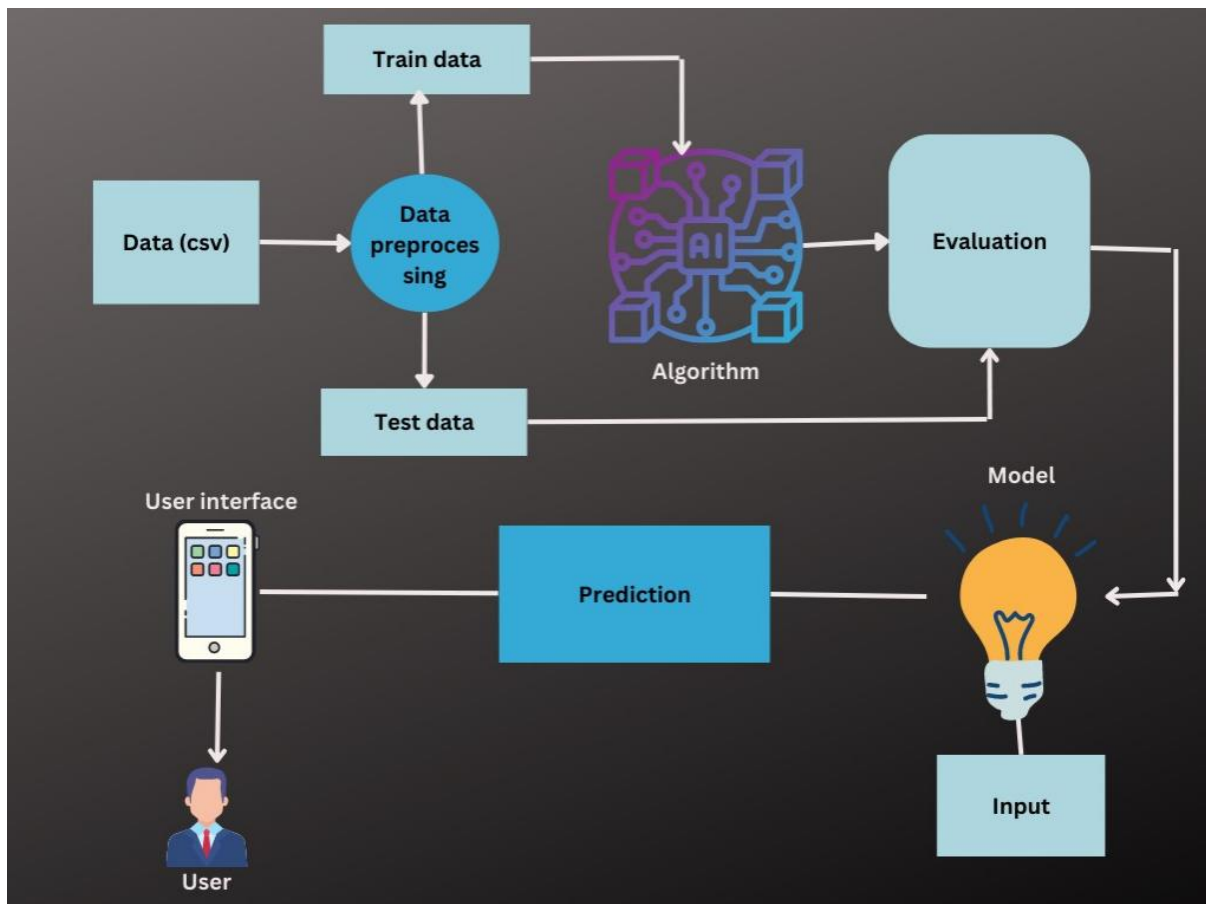 Train data
Data (csv)
Data
preproces
sing
AI
Evaluation
Algorithm
Test data
Model
User interface
Prediction
Input
User